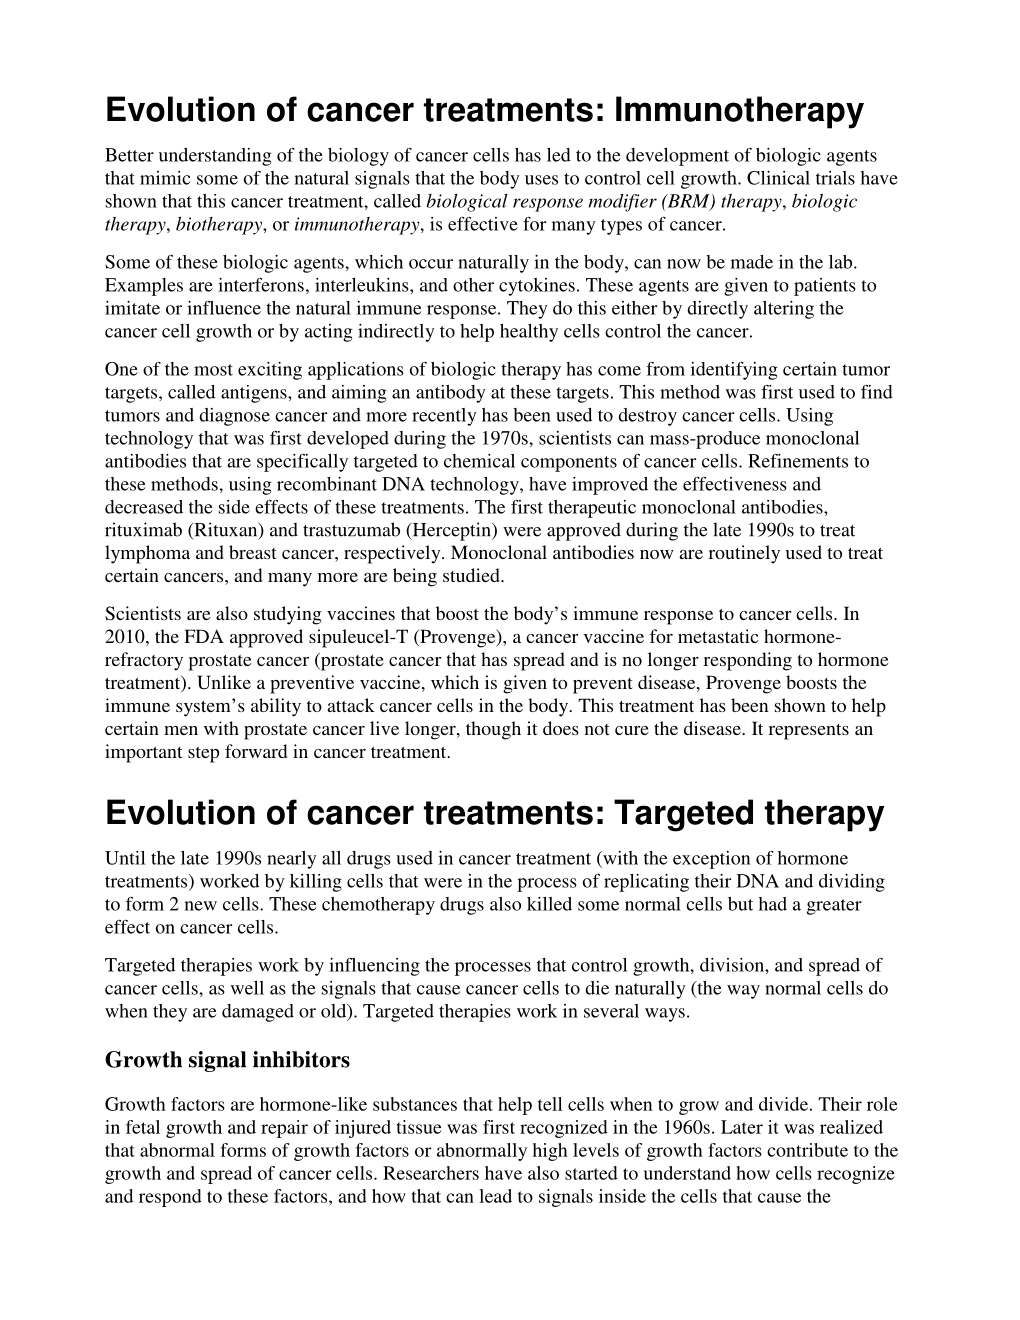 Evolution of cancer treatments: Immunotherapy
Better understanding of the biology of cancer cells has led to the development of biologic agents
that mimic some of the natural signals that the body uses to control cell growth. Clinical trials have
shown that this cancer treatment, called biological response modifier (BRM) therapy, biologic
therapy, biotherapy, or immunotherapy, is effective for many types of cancer.
Some of these biologic agents, which occur naturally in the body, can now be made in the lab.
Examples are interferons, interleukins, and other cytokines. These agents are given to patients to
imitate or influence the natural immune response. They do this either by directly altering the
cancer cell growth or by acting indirectly to help healthy cells control the cancer.
One of the most exciting applications of biologic therapy has come from identifying certain tumor
targets, called antigens, and aiming an antibody at these targets. This method was first used to find
tumors and diagnose cancer and more recently has been used to destroy cancer cells. Using
technology that was first developed during the 1970s, scientists can mass-produce monoclonal
antibodies that are specifically targeted to chemical components of cancer cells. Refinements to
these methods, using recombinant DNA technology, have improved the effectiveness and
decreased the side effects of these treatments. The first therapeutic monoclonal antibodies,
rituximab (Rituxan) and trastuzumab (Herceptin) were approved during the late 1990s to treat
lymphoma and breast cancer, respectively. Monoclonal antibodies now are routinely used to treat
certain cancers, and many more are being studied.
Scientists are also studying vaccines that boost the body’s immune response to cancer cells. In
2010, the FDA approved sipuleucel-T (Provenge), a cancer vaccine for metastatic hormone-
refractory prostate cancer (prostate cancer that has spread and is no longer responding to hormone
treatment). Unlike a preventive vaccine, which is given to prevent disease, Provenge boosts the
immune system’s ability to attack cancer cells in the body. This treatment has been shown to help
certain men with prostate cancer live longer, though it does not cure the disease. It represents an
important step forward in cancer treatment.
Evolution of cancer treatments: Targeted therapy
Until the late 1990s nearly all drugs used in cancer treatment (with the exception of hormone
treatments) worked by killing cells that were in the process of replicating their DNA and dividing
to form 2 new cells. These chemotherapy drugs also killed some normal cells but had a greater
effect on cancer cells.
Targeted therapies work by influencing the processes that control growth, division, and spread of
cancer cells, as well as the signals that cause cancer cells to die naturally (the way normal cells do
when they are damaged or old). Targeted therapies work in several ways.
Growth signal inhibitors
Growth factors are hormone-like substances that help tell cells when to grow and divide. Their role
in fetal growth and repair of injured tissue was first recognized in the 1960s. Later it was realized
that abnormal forms of growth factors or abnormally high levels of growth factors contribute to the
growth and spread of cancer cells. Researchers have also started to understand how cells recognize
and respond to these factors, and how that can lead to signals inside the cells that cause the